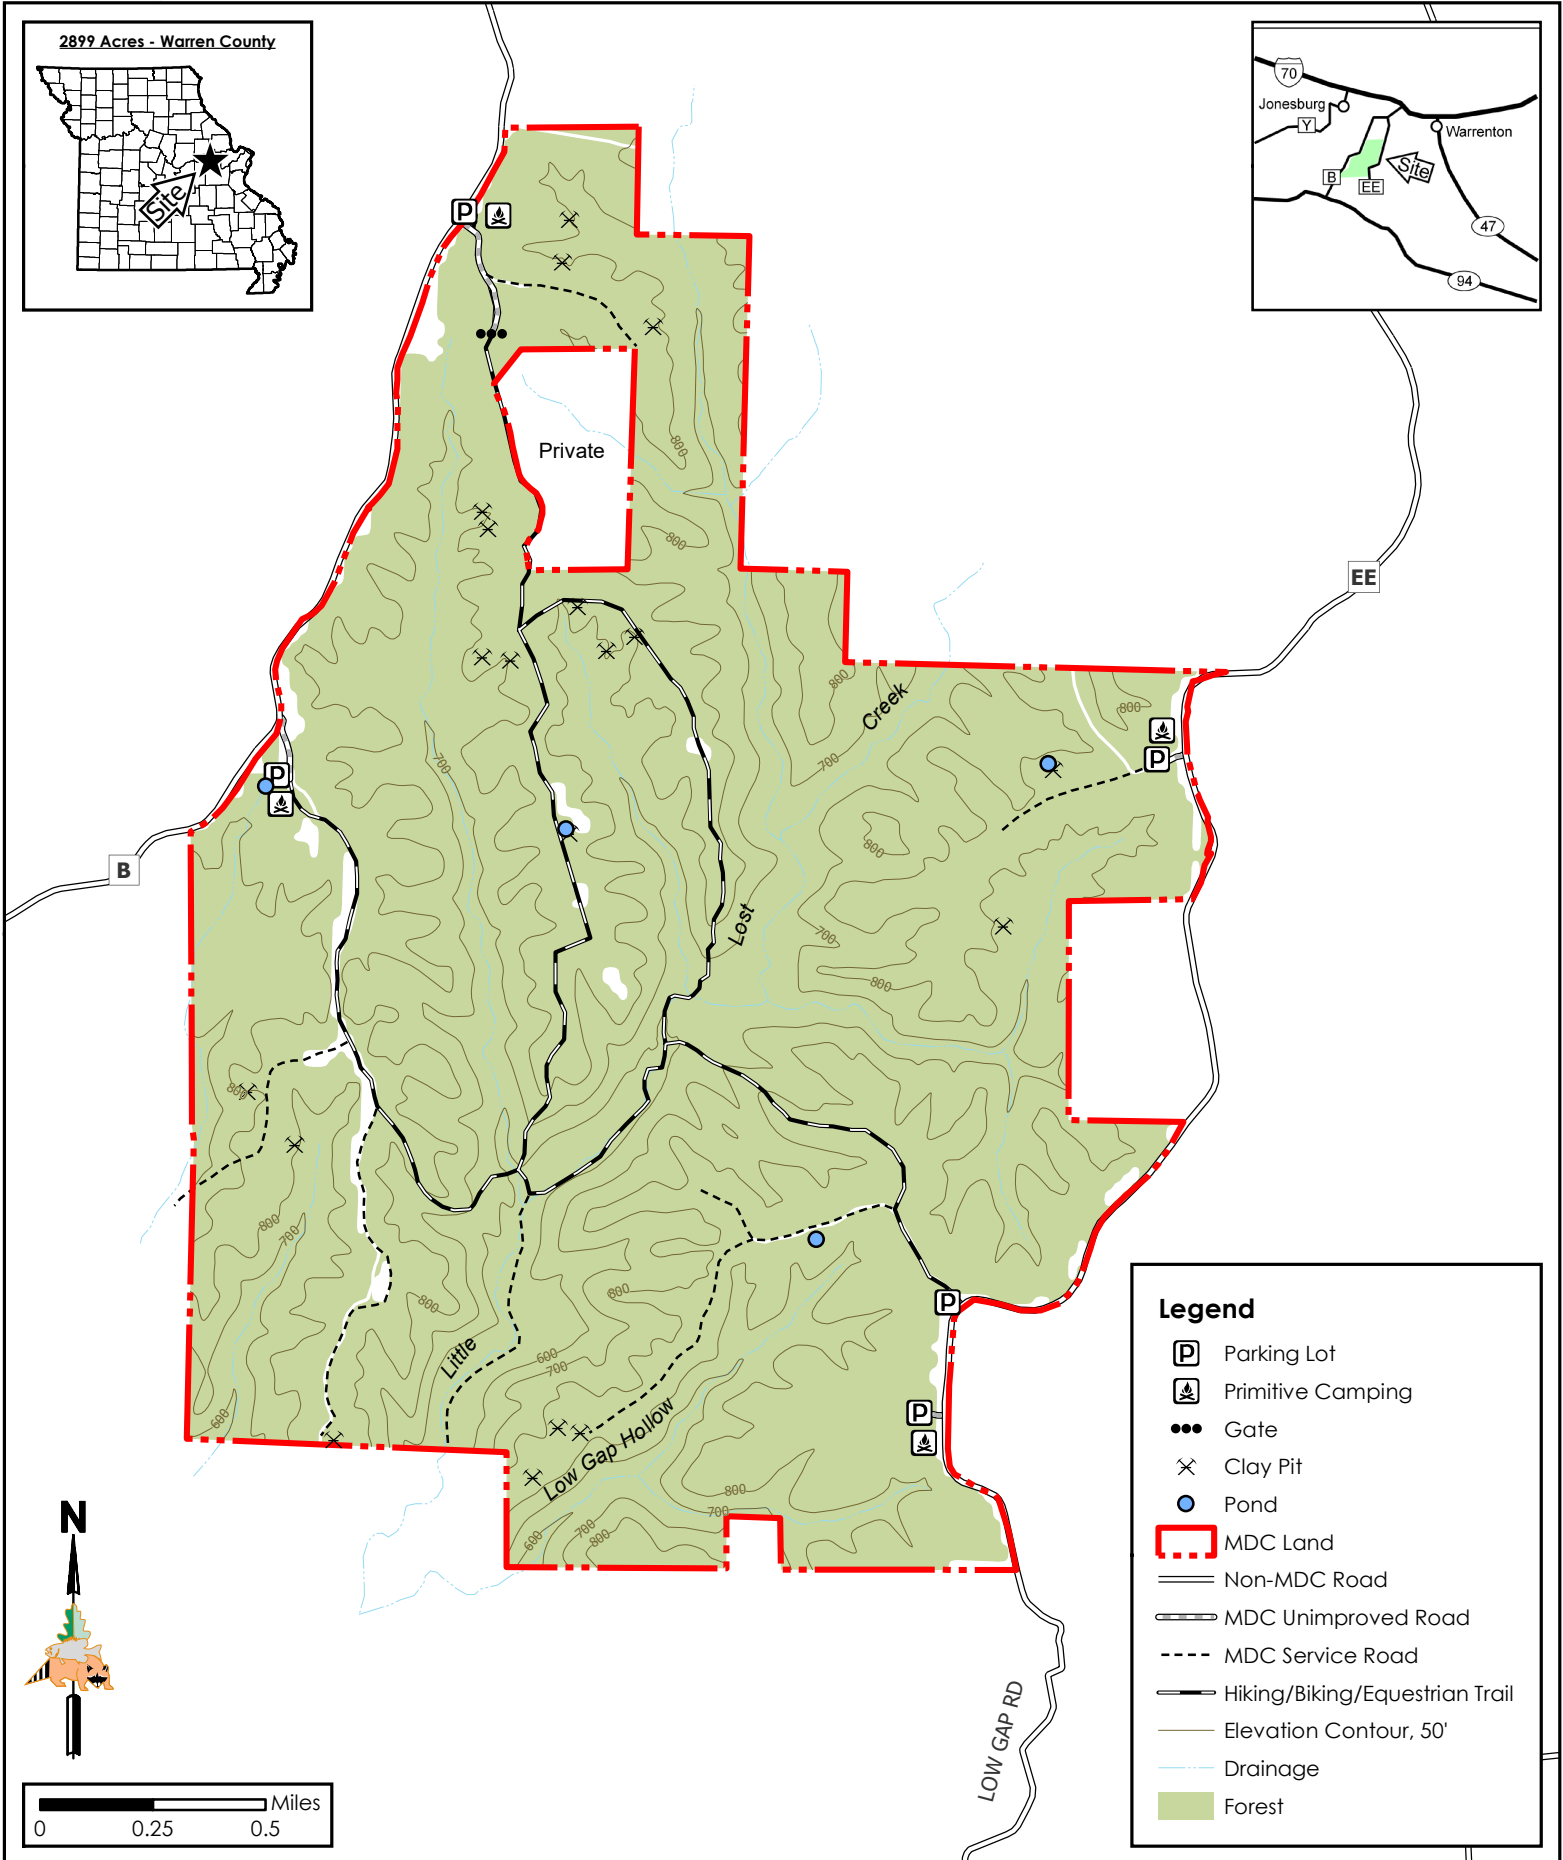 2899 Acres - Warren County
Site
70
Jonesburg
Y
Warrenton
B
EE
Site
47
94
P
Private
800
800
EE
800
Creek
800
700
700
P
P
B
800
Lost
700
800
800
800
700
800
800
Little
600
700
600
Low Gap Hollow
P
P
800
700
700
800
600
N
LOW GAP RD
Miles
0 0.25 0.5
Legend
P Parking Lot
Primitive Camping
Gate
Clay Pit
Pond
MDC Land
Non-MDC Road
MDC Unimproved Road
MDC Service Road
Hiking/Biking/Equestrian Trail
Elevation Contour, 50'
Drainage
Forest